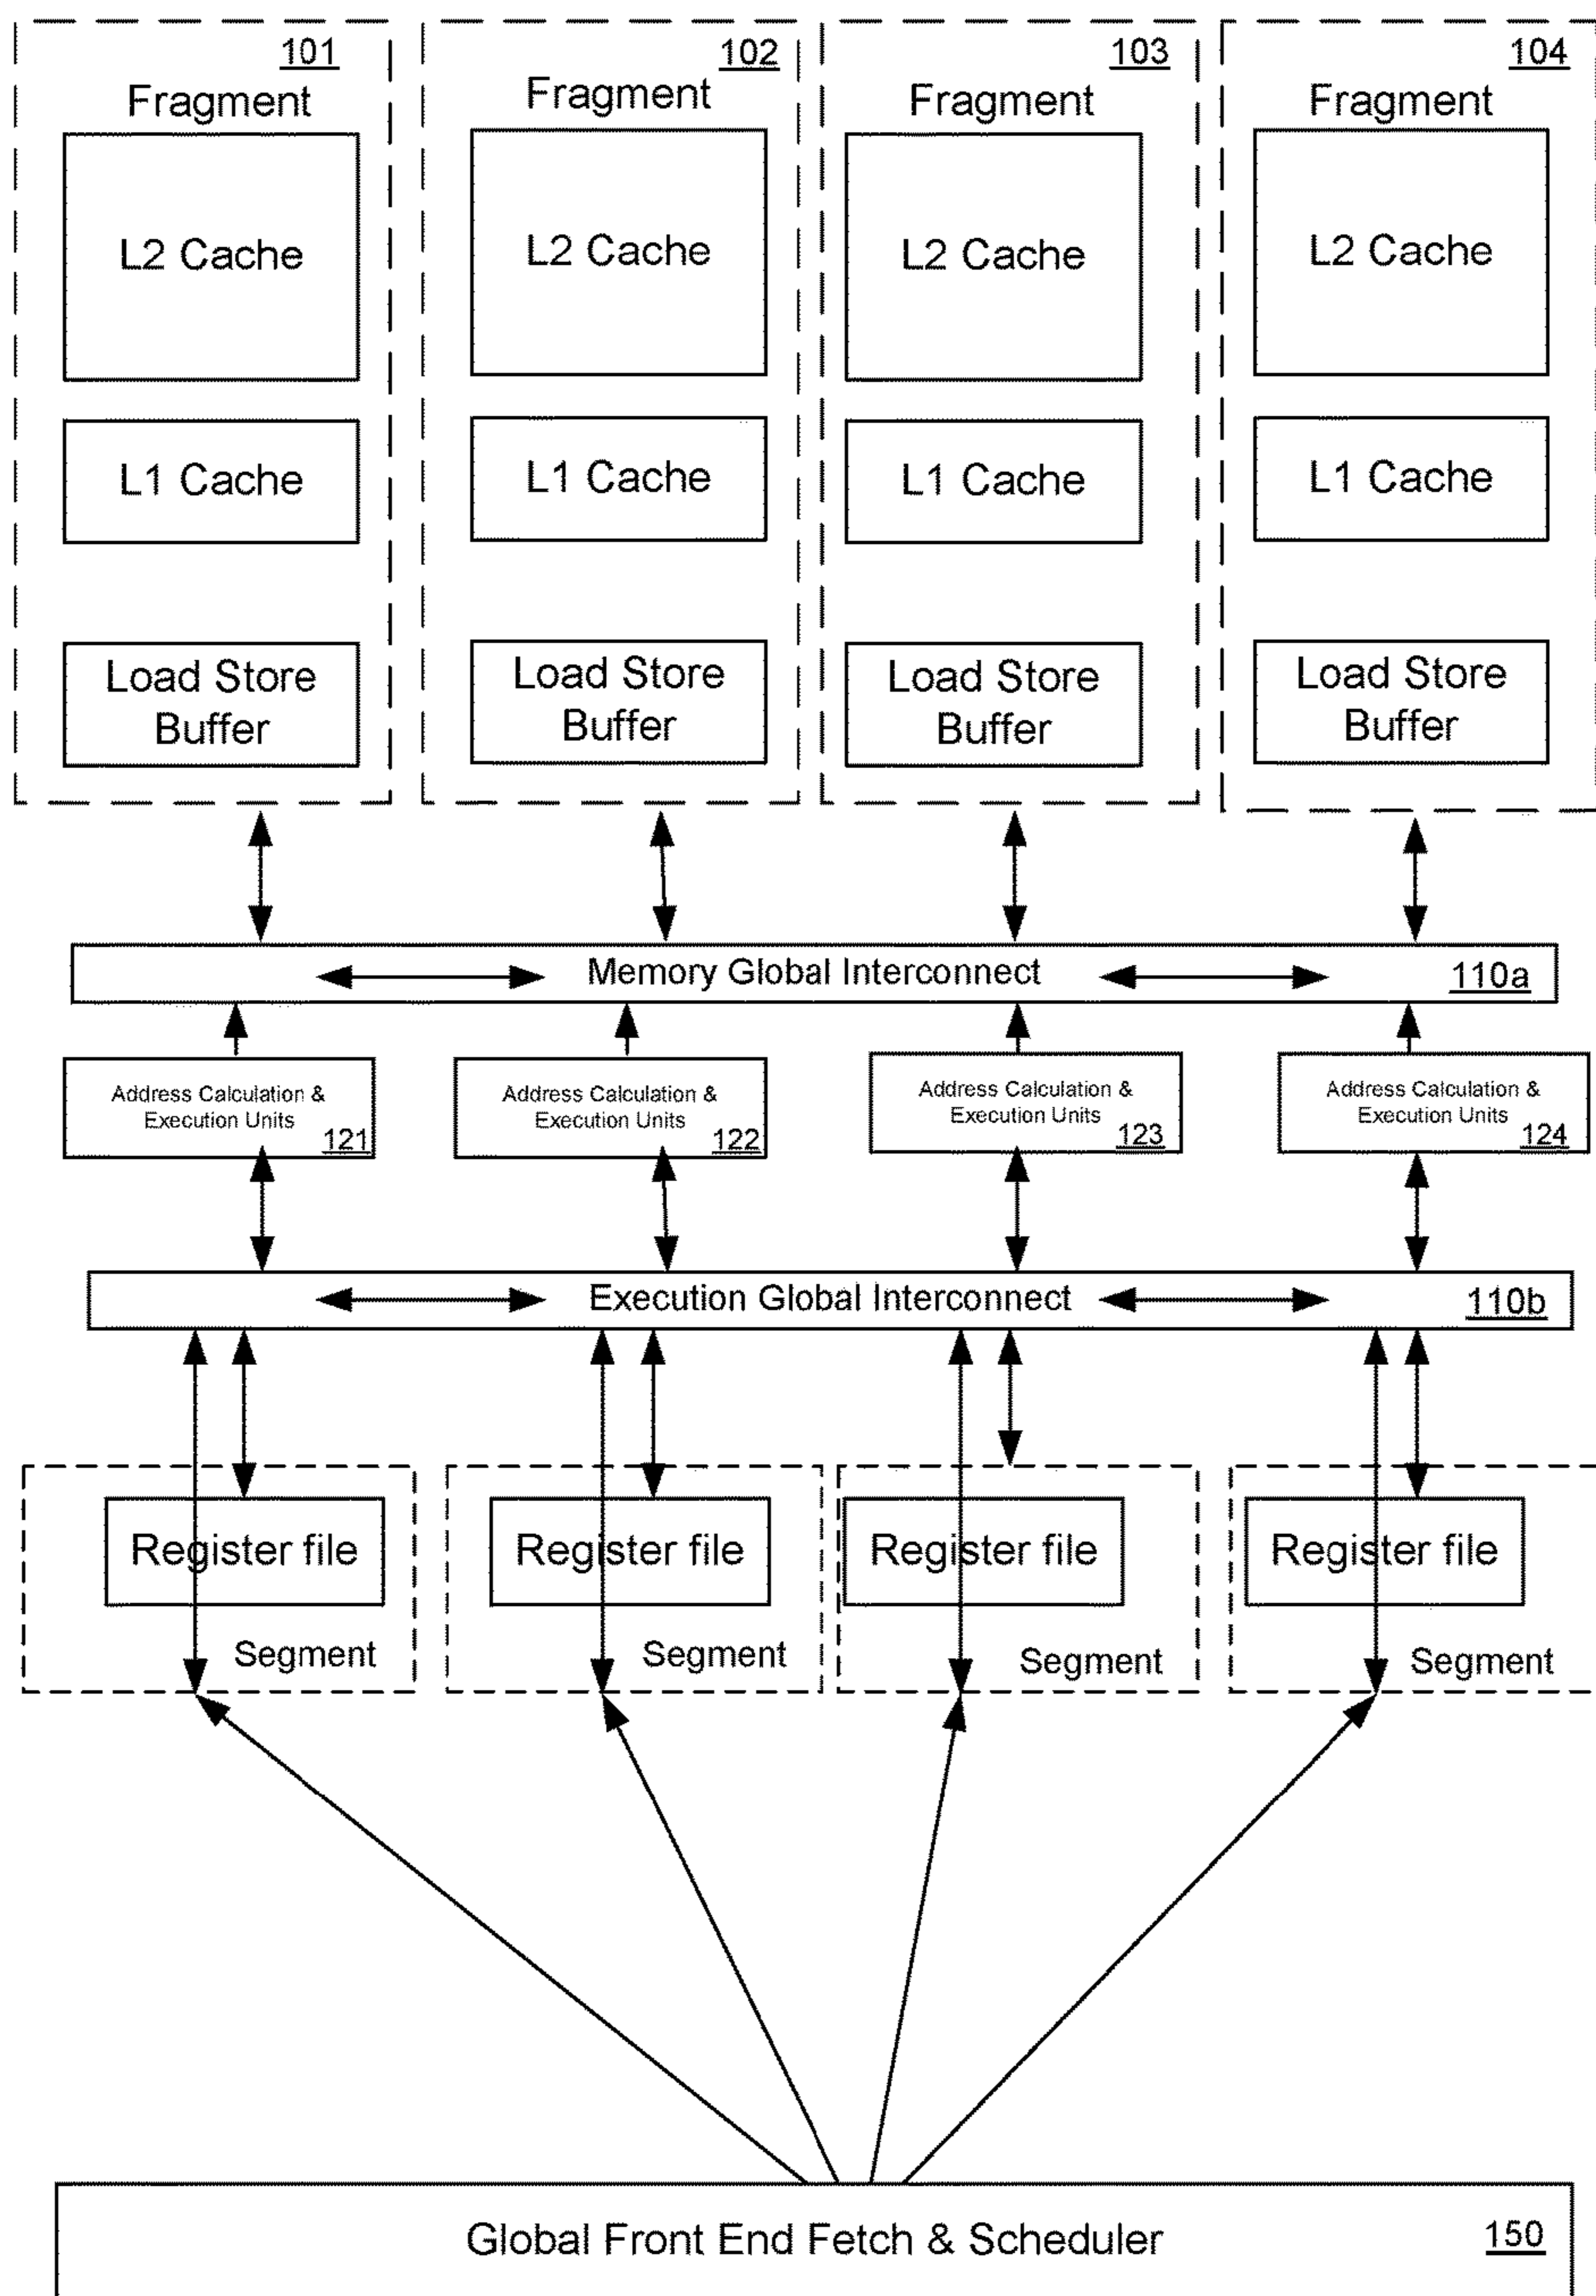 101
Fragment
L2 Cache
L1 Cache
Load Store
Buffer
102
Fragment
L2 Cache
L1 Cache
Load Store
Buffer
103
Fragment
L2 Cache
L1 Cache
Load Store
Buffer
104
Fragment
L2 Cache
L1 Cache
Load Store
Buffer
Memory Global Interconnect
110a
Address Calculation &
Execution Units
121
Address Calculation &
Execution Units
122
Address Calculation &
Execution Units
123
Address Calculation &
Execution Units
124
Execution Global Interconnect
110b
Register file
Segment
Register file
Segment
Register file
Segment
Register file
Segment
Global Front End Fetch & Scheduler
150